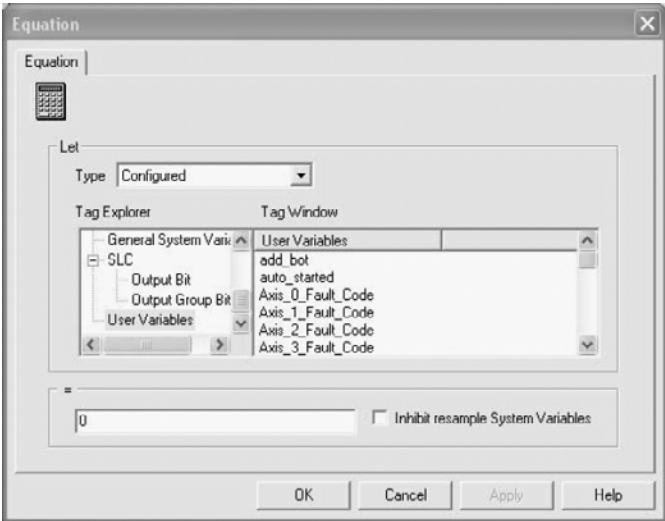 Equation
Equation
Let
Type Configured
Tag Explorer Tag Window
General System Varia User Variables
SLC add_bot
Output Bit auto_started
Output Group Bit Axis_0_Fault_Code
User Variables Axis_1_Fault_Code
Axis_2_Fault_Code
Axis_3_Fault_Code
=
0 Inhibit resample System Variables
OK Cancel Apply Help